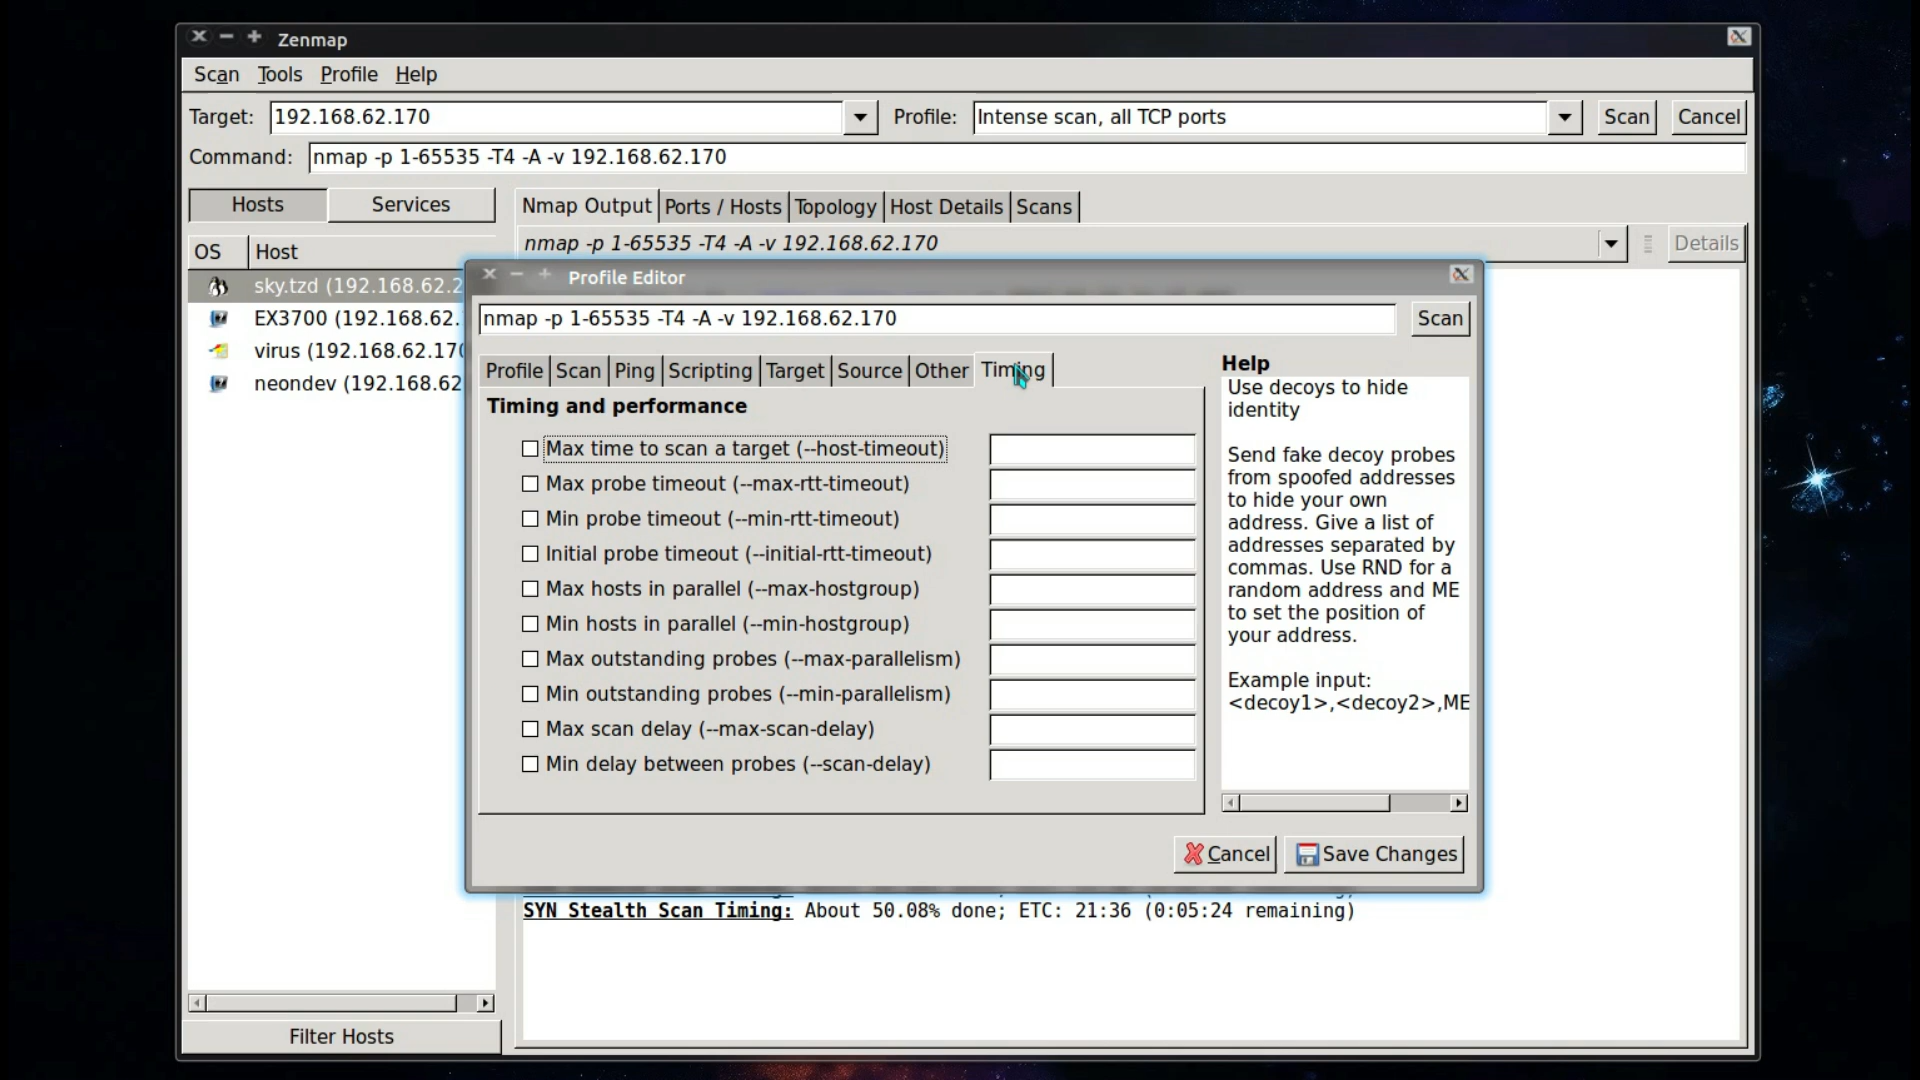 Zenmap
Scan Tools Profile Help
Target: 192.168.62.170 Profile: Intense scan, all TCP ports Scan Cancel
Command: nmap -p 1-65535 -T4 -A -v 192.168.62.170
Hosts Services Nmap Output Ports / Hosts Topology Host Details Scans
nmap -p 1-65535 -T4 -A -v 192.168.62.170 Details
OS Host
sky.tzd (192.168.62.2
EX3700 (192.168.62.
virus (192.168.62.170
neondev (192.168.62
Profile Editor
nmap -p 1-65535 -T4 -A -v 192.168.62.170 Scan
Profile Scan Ping Scripting Target Source Other Timing
Timing and performance
Max time to scan a target (--host-timeout)
Max probe timeout (--max-rtt-timeout)
Min probe timeout (--min-rtt-timeout)
Initial probe timeout (--initial-rtt-timeout)
Max hosts in parallel (--max-hostgroup)
Min hosts in parallel (--min-hostgroup)
Max outstanding probes (--max-parallelism)
Min outstanding probes (--min-parallelism)
Max scan delay (--max-scan-delay)
Min delay between probes (--scan-delay)
Help
Use decoys to hide
identity
Send fake decoy probes
from spoofed addresses
to hide your own
address. Give a list of
addresses separated by
commas. Use RND for a
random address and ME
to set the position of
your address.
Example input:
<decoy1>,<decoy2>,ME
Cancel Save Changes
SYN Stealth Scan Timing: About 50.08% done; ETC: 21:36 (0:05:24 remaining)
Filter Hosts